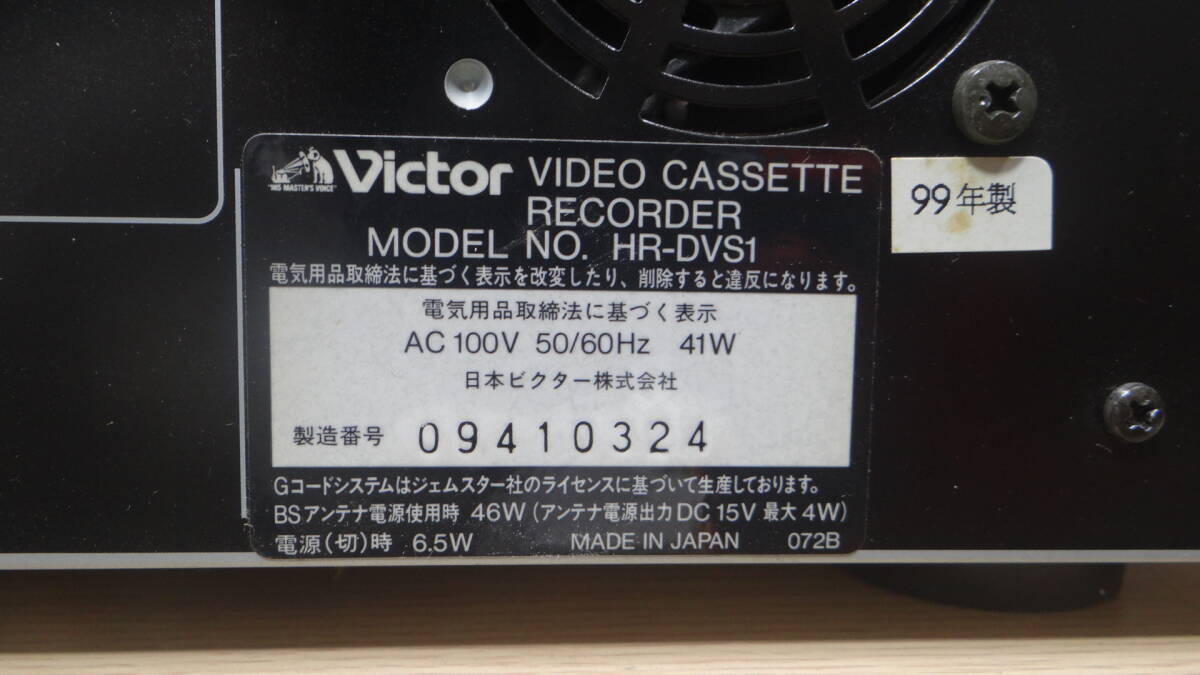 "HIS MASTER'S VOICE"
Victor VIDEO CASSETTE
RECORDER
MODEL NO. HR-DVS1
電気用品取締法に基づく表示を改変したり、削除すると違反になります。
電気用品取締法に基づく表示
AC 100V 50/60Hz 41W
日本ビクター株式会社
製造番号 09410324
Gコードシステムはジェムスター社のライセンスに基づいて生産しております。
BSアンテナ電源使用時 46W (アンテナ電源出力 DC 15V 最大 4W)
電源(切)時 6.5W MADE IN JAPAN 072B
99年製